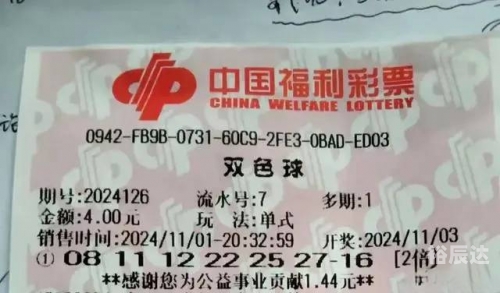 中国福利彩票
CHINA WELFARE LOTTERY
0942-FB9B-0731-60C9-2FE3-0BAD-ED03
双色球
期号:2024126 流水号:7 多期:1
金额:4.00元 玩 法:单式
销售时间:2024/11/01-20:32:59 开奖:2024/11/03
① 08 11 12 22 25 27-16 [2倍]
**感谢您为公益事业贡献1.44元**
裕辰达